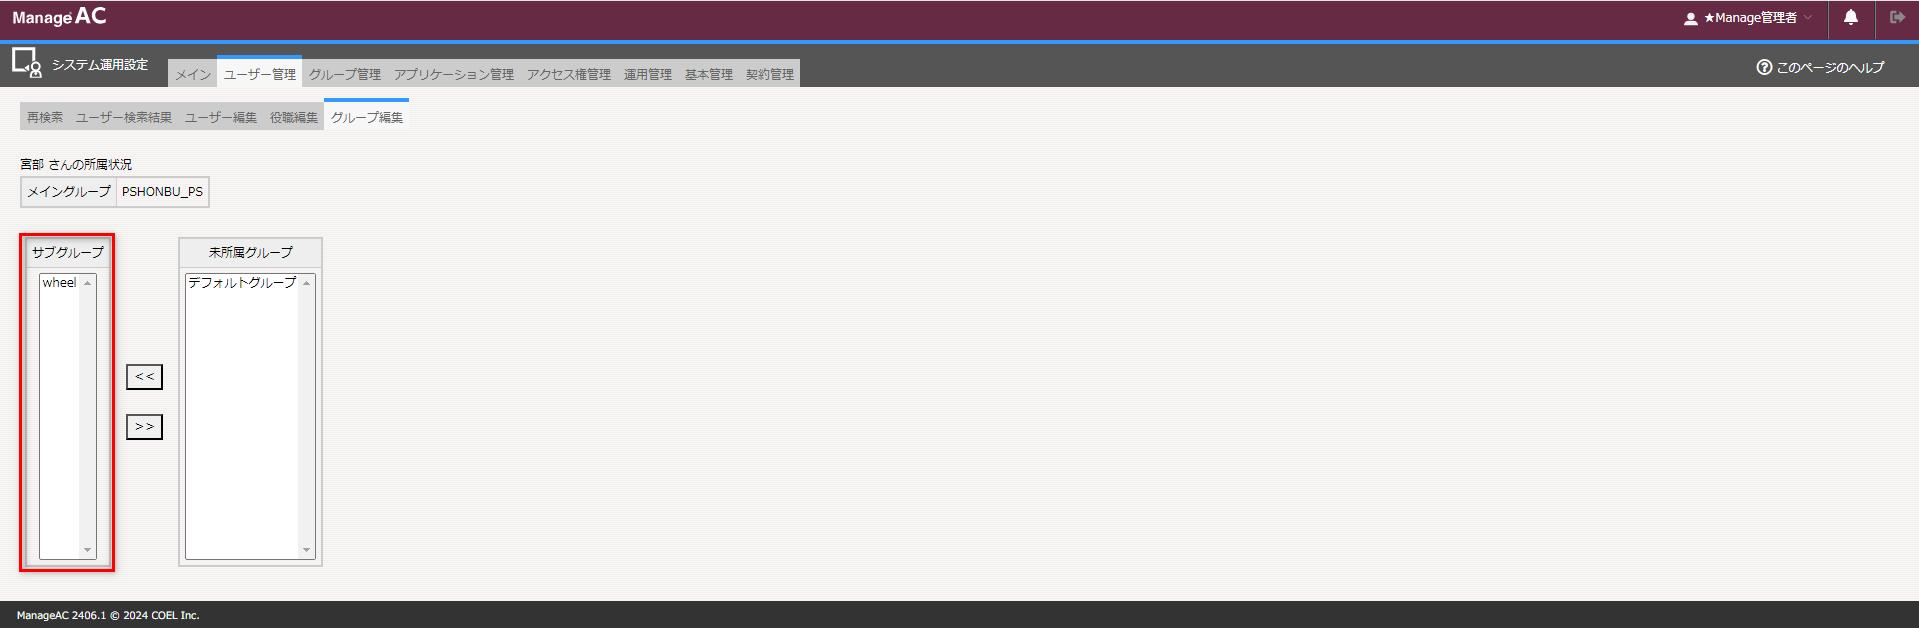 Manage AC
★Manage管理者
システム運用設定
メイン ユーザー管理 グループ管理 アプリケーション管理 アクセス権管理 運用管理 基本管理 契約管理
このページのヘルプ
再検索 ユーザー検索結果 ユーザー編集 役職編集 グループ編集
宮部 さんの所属状況
メイングループ PSHONBU_PS
サブグループ
未所属グループ
wheel
デフォルトグループ
<<
>>
ManageAC 2406.1 © 2024 COEL Inc.